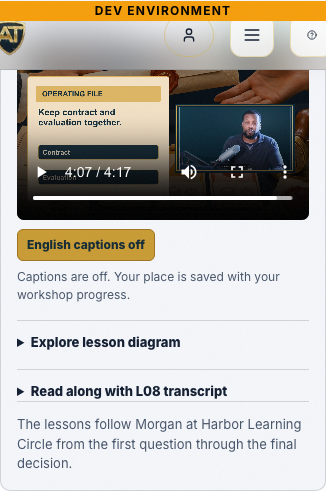 DEV ENVIRONMENT
AT
OPERATING FILE
Keep contract and
evaluation together.
Contract
Evaluation
4:07 / 4:17
English captions off
Captions are off. Your place is saved with your
workshop progress.
Explore lesson diagram
Read along with L08 transcript
The lessons follow Morgan at Harbor Learning
Circle from the first question through the final
decision.